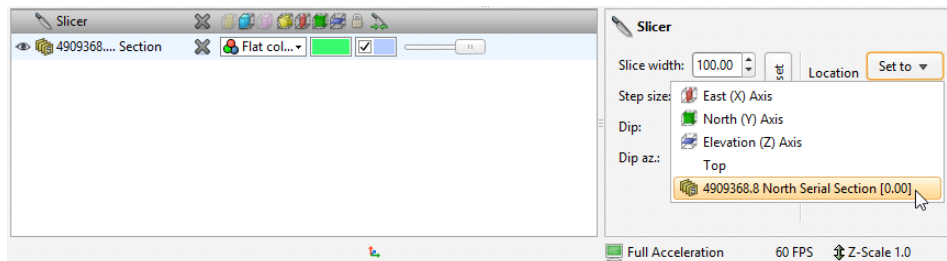 Slicer
4909368.... Section
Flat col...
Slicer
Slice width: 100.00
set
Location
Set to
Step size:
East (X) Axis
North (Y) Axis
Dip:
Elevation (Z) Axis
Dip az.:
Top
4909368.8 North Serial Section [0.00]
Full Acceleration
60 FPS
Z-Scale 1.0